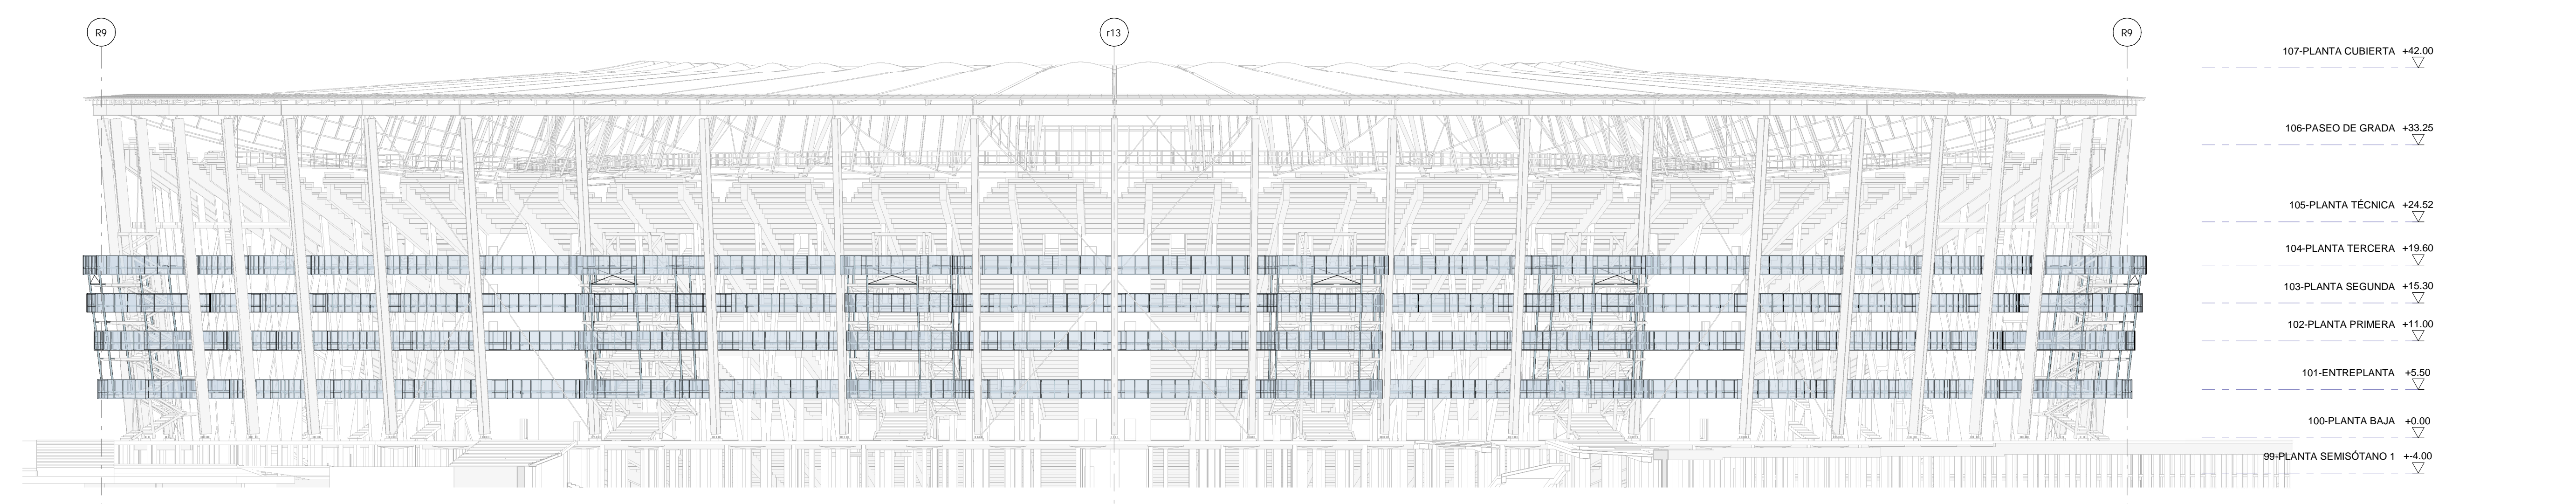 R9
r13
R9
107-PLANTA CUBIERTA +42.00
106-PASEO DE GRADA +33.25
105-PLANTA TÉCNICA +24.52
104-PLANTA TERCERA +19.60
103-PLANTA SEGUNDA +15.30
102-PLANTA PRIMERA +11.00
101-ENTREPLANTA +5.50
100-PLANTA BAJA +0.00
99-PLANTA SEMISÓTANO 1 +-4.00